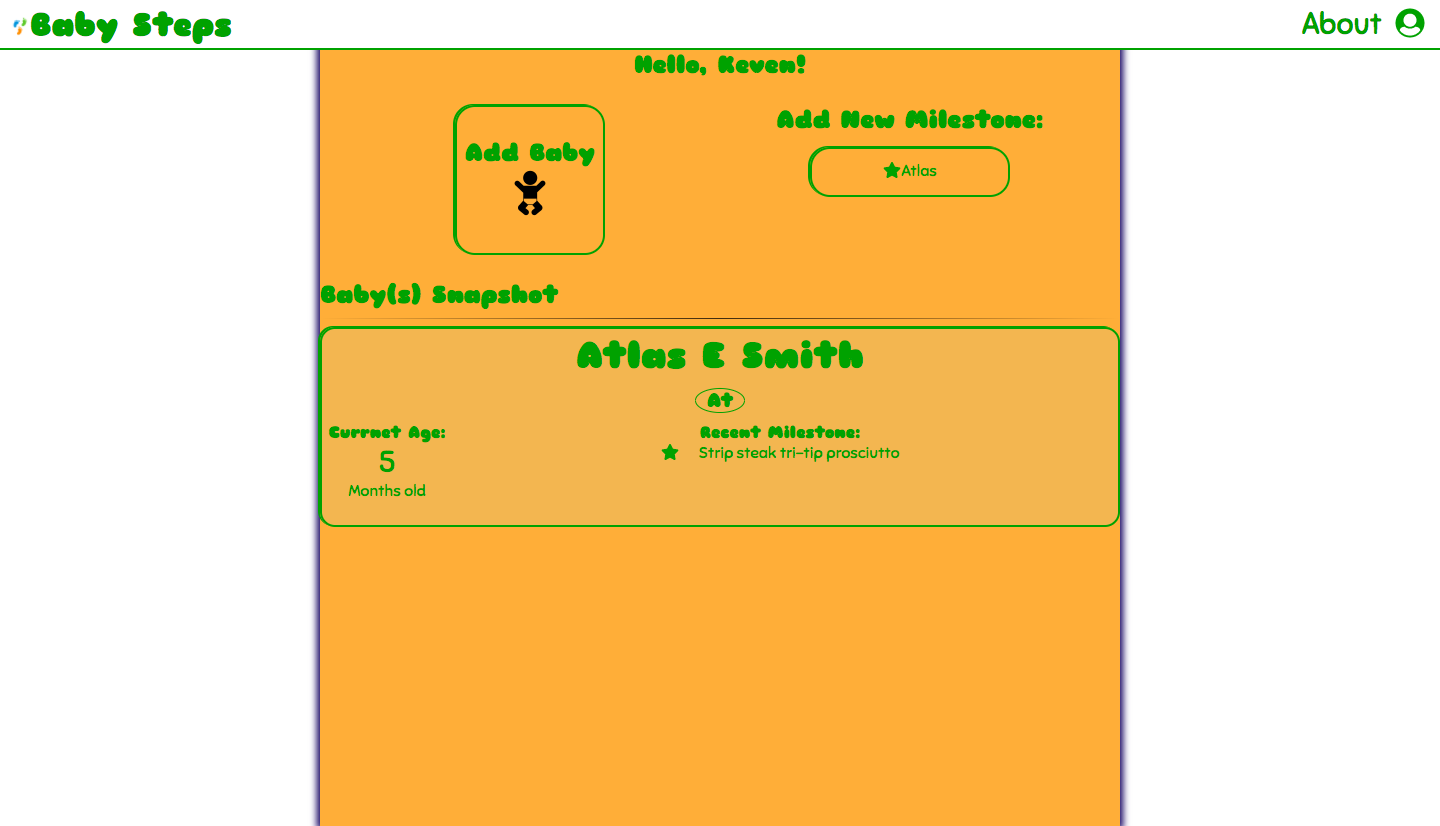 Baby Steps
About
Hello, Keven!
Add Baby
Add New Milestone:
Atlas
Baby(s) Snapshot
Atlas E Smith
At
Currnet Age:
5
Months old
Recent Milestone:
Strip steak tri-tip prosciutto